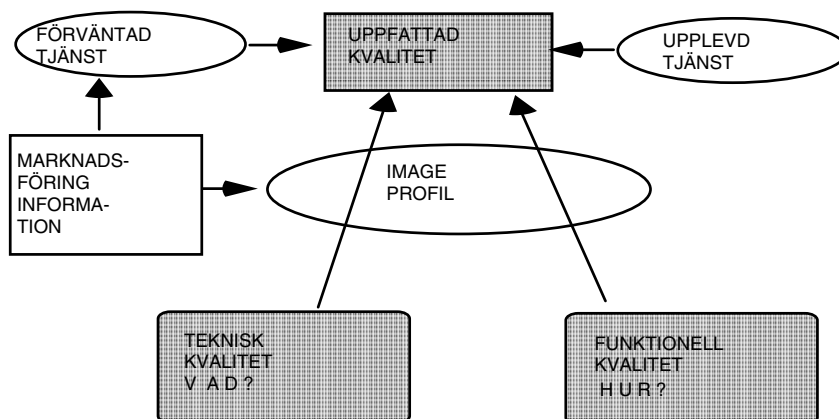 FÖRVÄNTAD
TJÄNST
UPPFATTAD
KVALITET
UPPLEVD
TJÄNST
MARKNADS-
FÖRING
INFORMA-
TION
IMAGE
PROFIL
TEKNISK
KVALITET
V A D ?
FUNKTIONELL
KVALITET
H U R ?